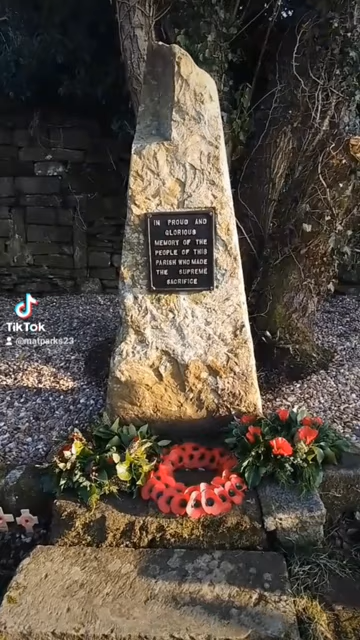 IN PROUD AND
GLORIOUS
MEMORY OF THE
PEOPLE OF THIS
PARISH WHO MADE
THE SUPREME
SACRIFICE
TikTok
@matparks23